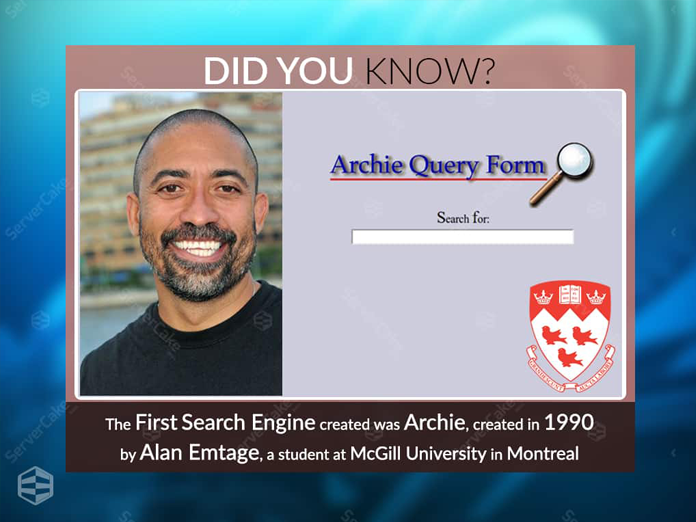 DID YOU KNOW?
Archie Query Form
Search for:
The First Search Engine created was Archie, created in 1990
by Alan Emtage, a student at McGill University in Montreal
ServerCake